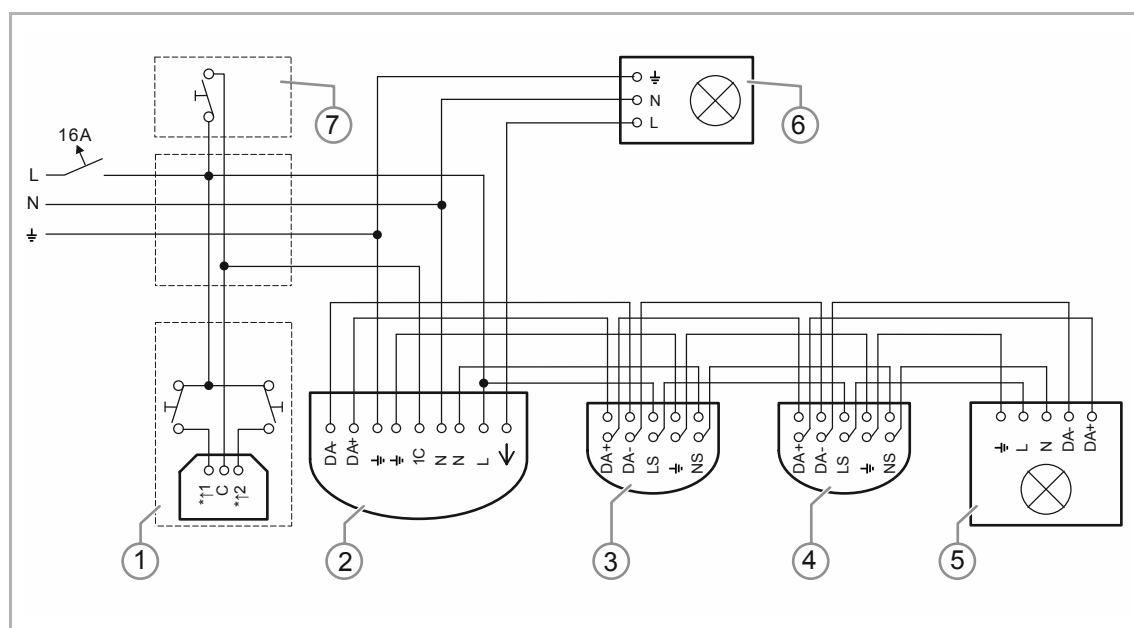 7
⏚
N
L
6
16A
L
N
⏚
*↑1
C
*↑2
1
DA-
DA+
⏚
⏚
1C
N
N
L
↓
2
DA+
DA-
LS
⏚
NS
3
DA+
DA-
LS
⏚
NS
4
⏚
L
N
DA-
DA+
5